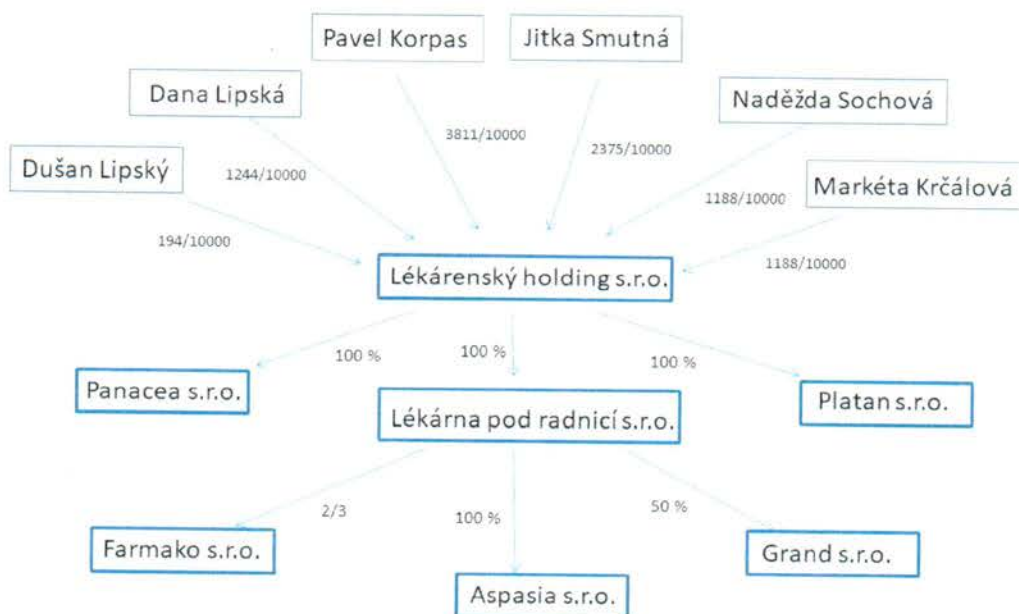 Pavel Korpas
Jitka Smutná
Dana Lipská
Naděžda Sochová
Dušan Lipský
Markéta Krčálová
3811/10000
2375/10000
1244/10000
1188/10000
194/10000
1188/10000
Lékárenský holding s.r.o.
100 %
100 %
100 %
Panacea s.r.o.
Lékárna pod radnicí s.r.o.
Platan s.r.o.
2/3
100 %
50 %
Farmako s.r.o.
Grand s.r.o.
Aspasia s.r.o.